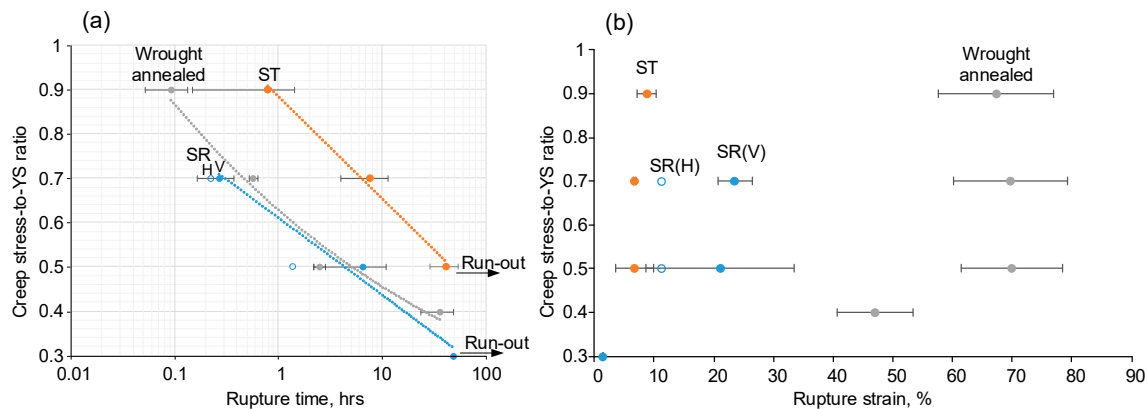 (a)
Creep stress-to-YS ratio
1
0.9
0.8
0.7
0.6
0.5
0.4
0.3
Wrought
annealed
ST
SR
H V
Run-out
Run-out
0.01
0.1
1
10
100
Rupture time, hrs
(b)
Creep stress-to-YS ratio
1
0.9
0.8
0.7
0.6
0.5
0.4
0.3
ST
Wrought
annealed
SR(H)
SR(V)
0
10
20
30
40
50
60
70
80
90
Rupture strain, %